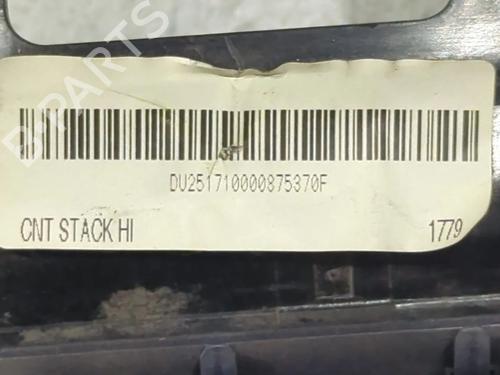 B-PARTS
DU251710000875370F
CNT STACK HI 1779